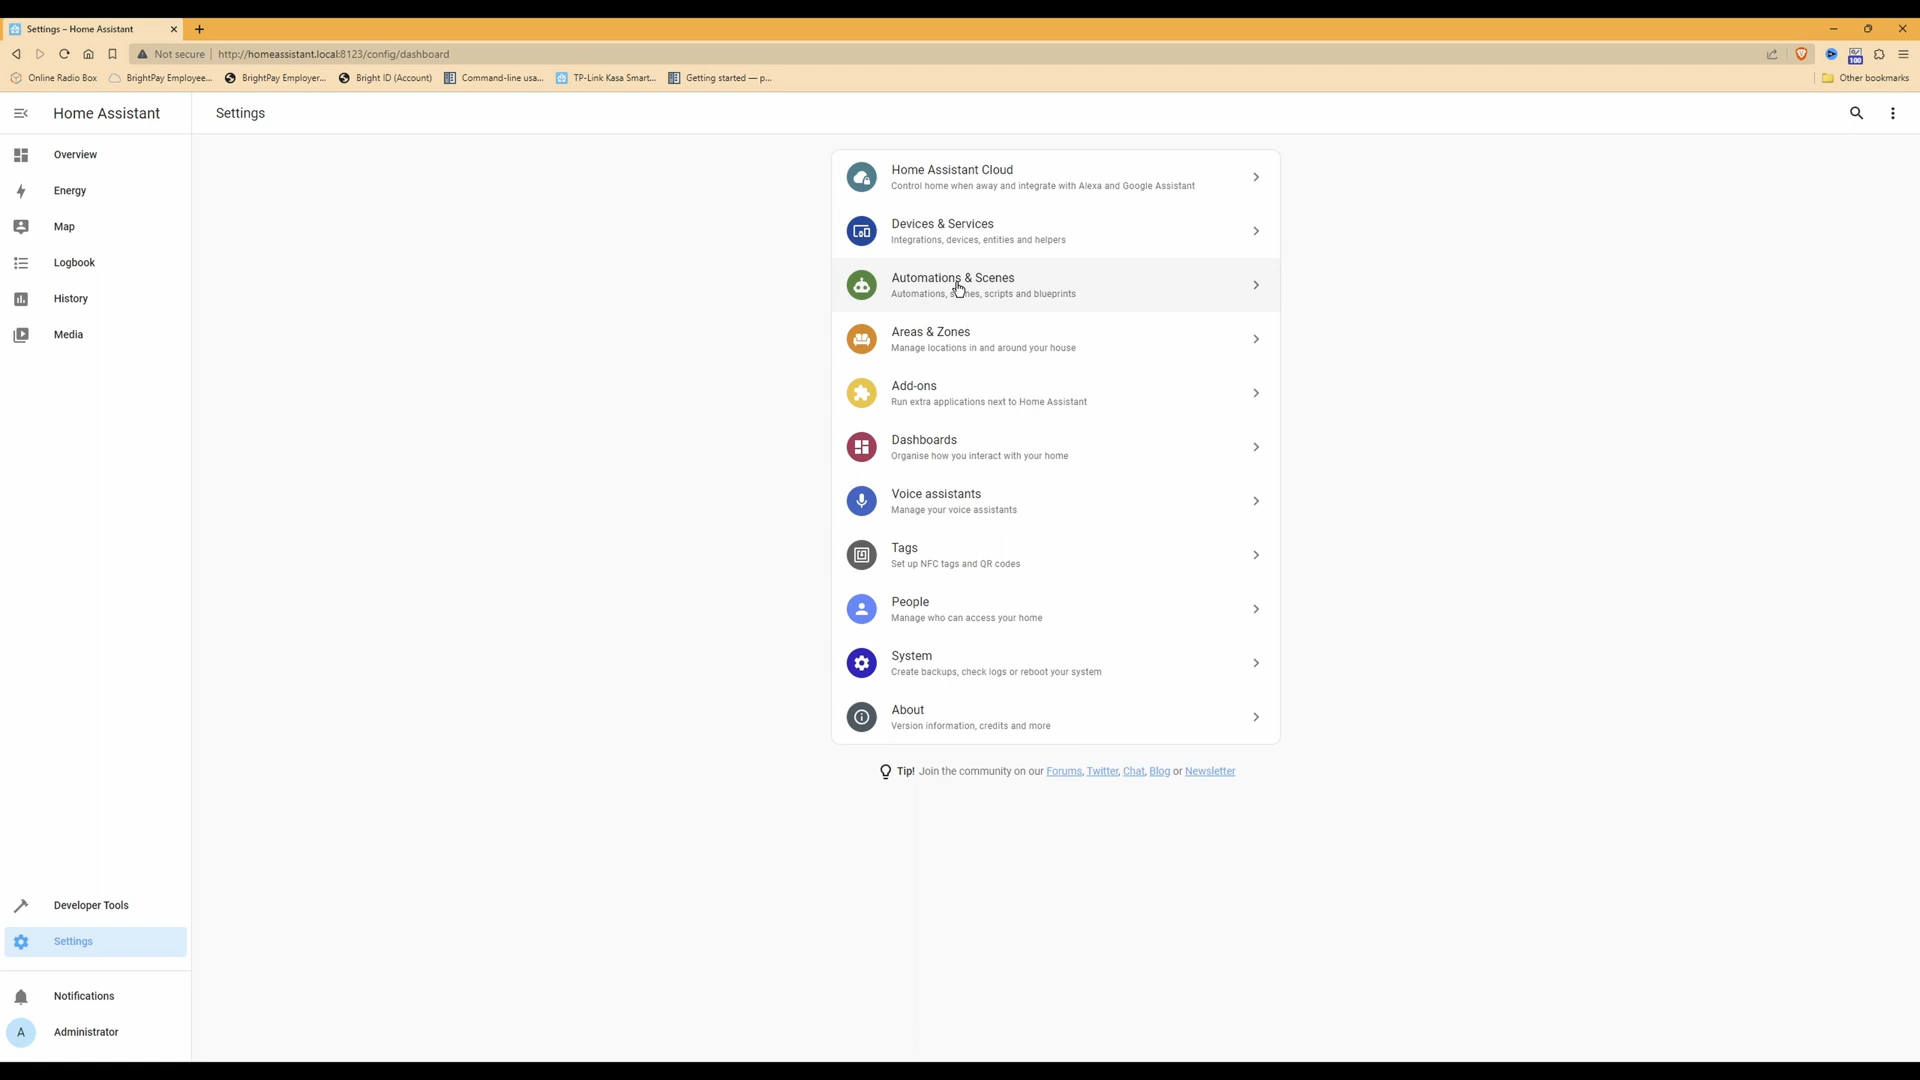 Settings – Home Assistant
Not secure
http://homeassistant.local:8123/config/dashboard
100
Online Radio Box
BrightPay Employee...
BrightPay Employer...
Bright ID (Account)
Command-line usa...
TP-Link Kasa Smart...
Getting started — p...
Other bookmarks
Home Assistant
Settings
Overview
Energy
Map
Logbook
History
Media
Developer Tools
Settings
Notifications
A
Administrator
Home Assistant Cloud
Control home when away and integrate with Alexa and Google Assistant
Devices & Services
Integrations, devices, entities and helpers
Automations & Scenes
Automations, scenes, scripts and blueprints
Areas & Zones
Manage locations in and around your house
Add-ons
Run extra applications next to Home Assistant
Dashboards
Organise how you interact with your home
Voice assistants
Manage your voice assistants
Tags
Set up NFC tags and QR codes
People
Manage who can access your home
System
Create backups, check logs or reboot your system
About
Version information, credits and more
Tip! Join the community on our Forums, Twitter, Chat, Blog or Newsletter